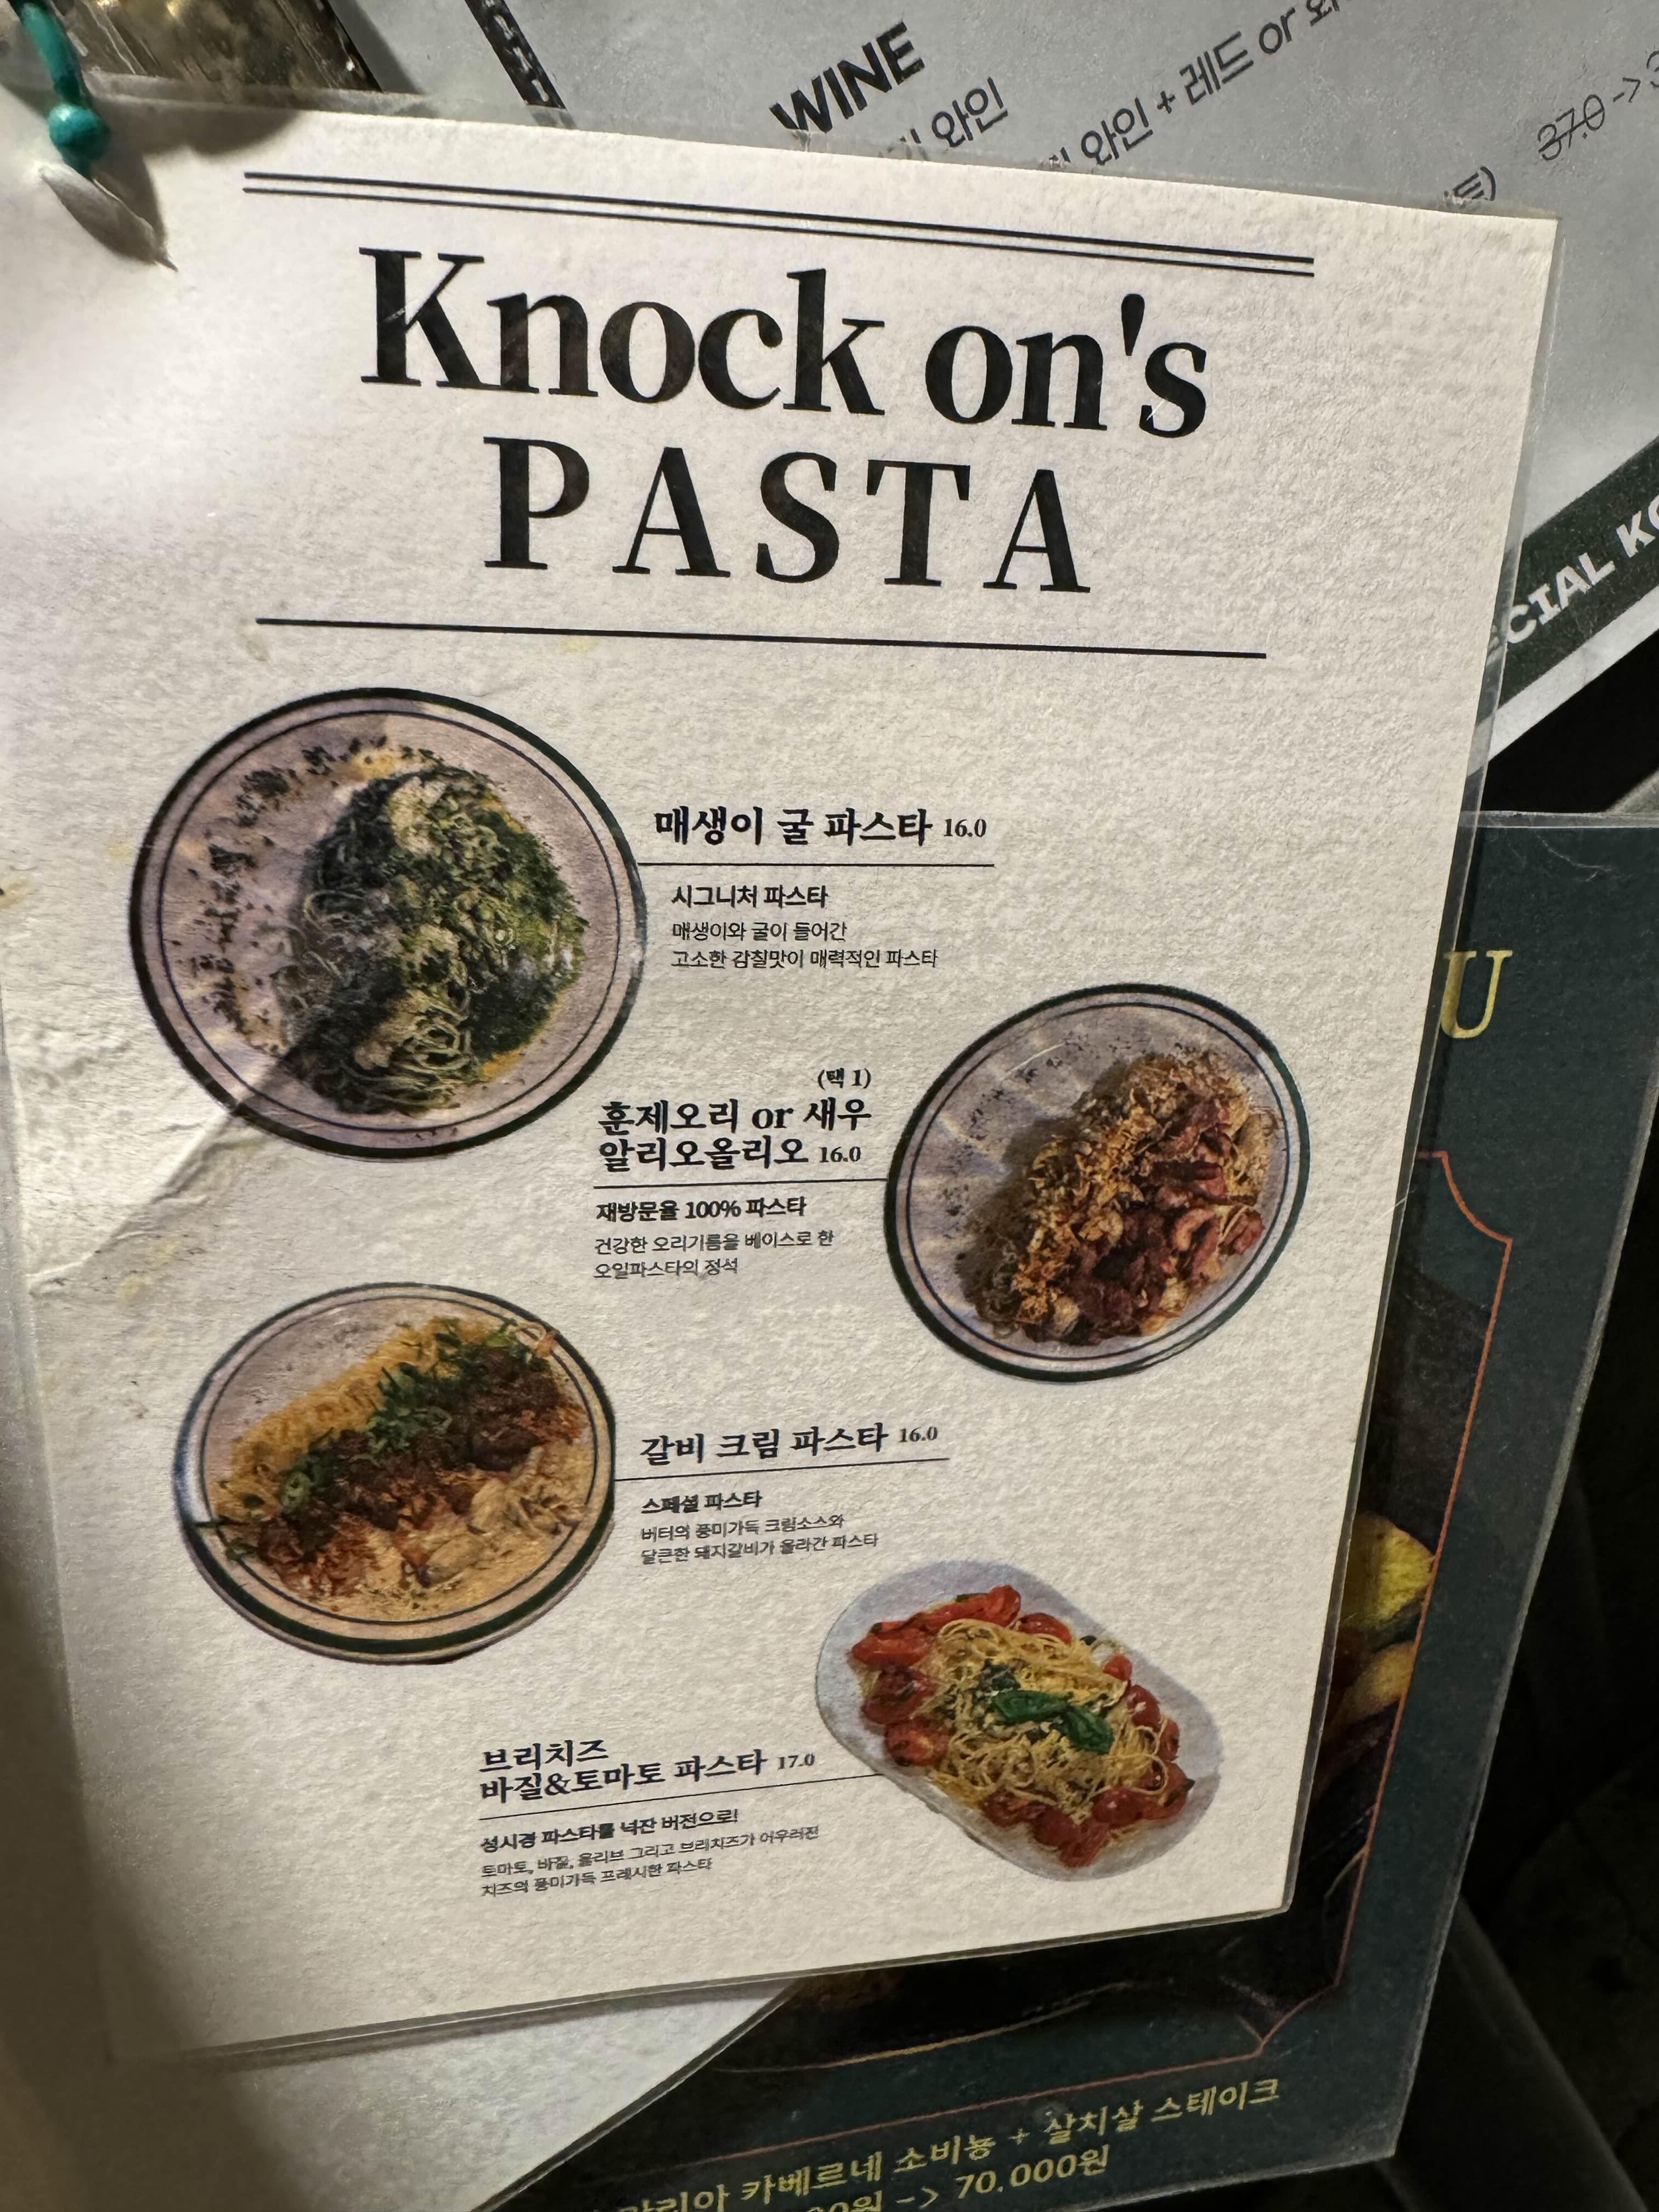 WINE
와인
와인 + 레드 or
37.0 ->
Knock on's
PASTA
CIAL
매생이 굴 파스타 16.0
시그니처 파스타
매생이와 굴이 들어간
고소한 감칠맛이 매력적인 파스타
U
(택 1)
훈제오리 or 새우
알리오올리오 16.0
재방문율 100% 파스타
건강한 오리기름을 베이스로 한
오일파스타의 정석
갈비 크림 파스타 16.0
스페셜 파스타
버터의 풍미가득 크림소스와
달큰한 돼지갈비가 올라간 파스타
브리치즈
바질&토마토 파스타 17.0
성시경 파스타를 넉잔 버전으로!
토마토, 바질, 올리브 그리고 브리치즈가 어우러진
치즈의 풍미가득 프레시한 파스타
카베르네 소비뇽 + 살치살 스테이크
00원 -> 70,000원